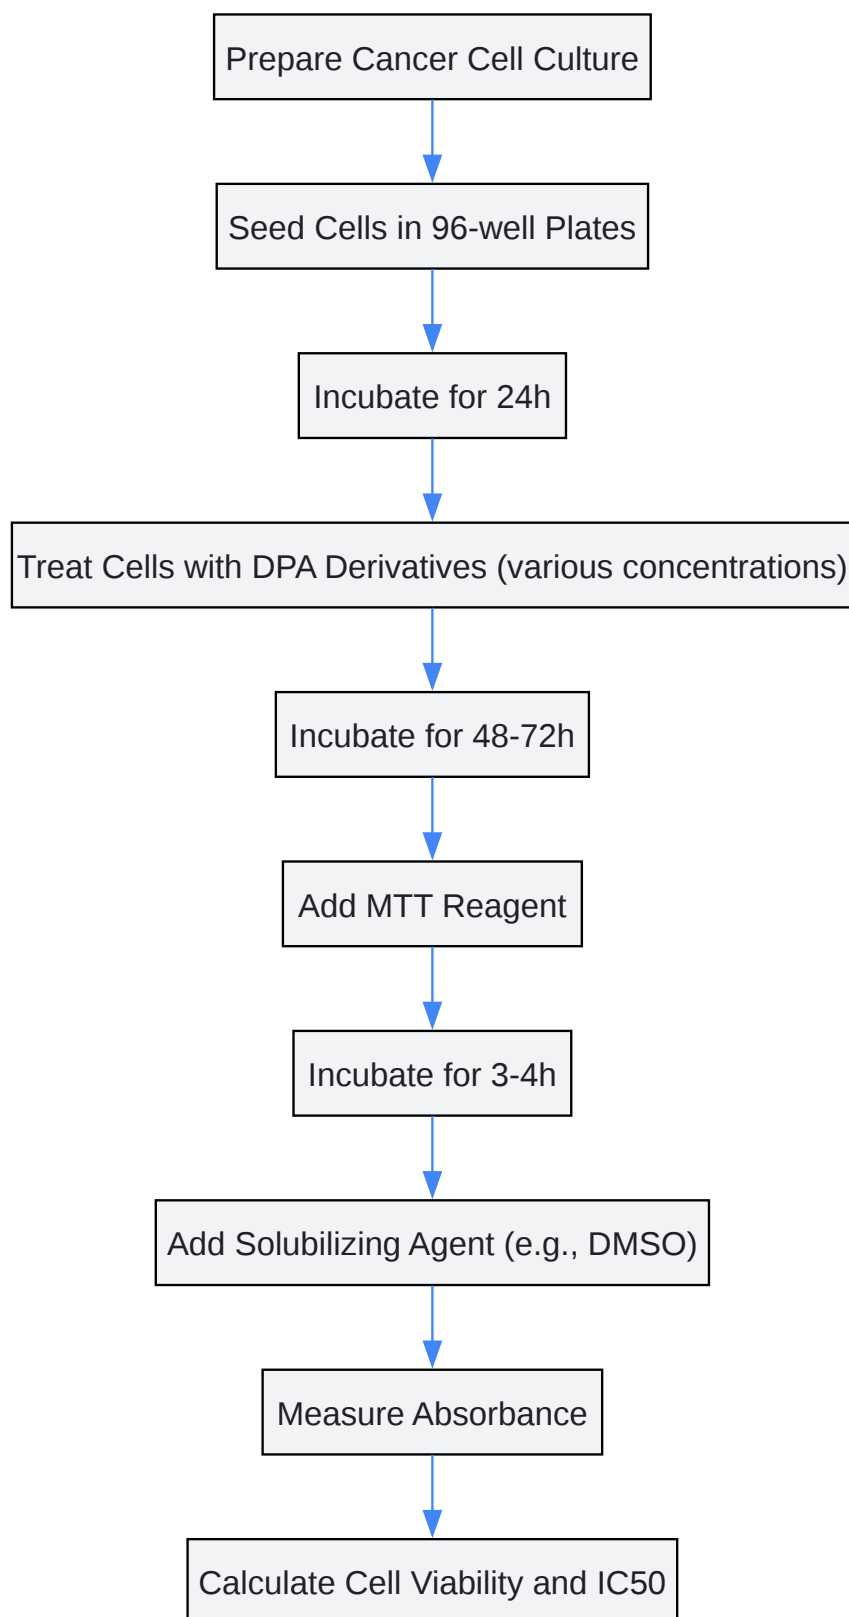 Prepare Cancer Cell Culture
Seed Cells in 96-well Plates
Incubate for 24h
Treat Cells with DPA Derivatives (various concentrations)
Incubate for 48-72h
Add MTT Reagent
Incubate for 3-4h
Add Solubilizing Agent (e.g., DMSO)
Measure Absorbance
Calculate Cell Viability and IC50